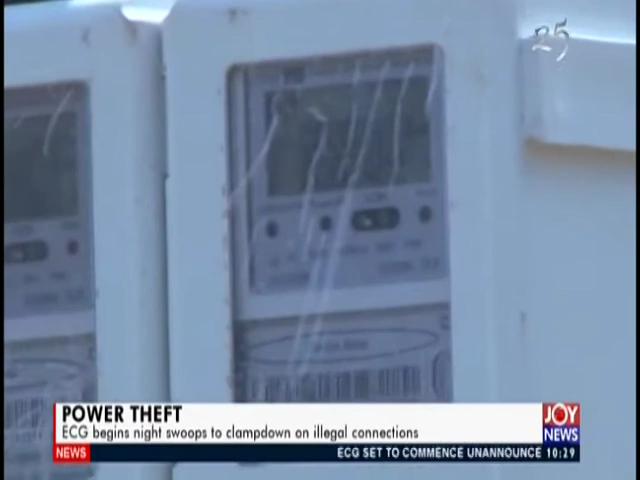 25
POWER THEFT
ECG begins night swoops to clampdown on illegal connections
JOY
NEWS
NEWS
ECG SET TO COMMENCE UNANNOUNCE 10:29